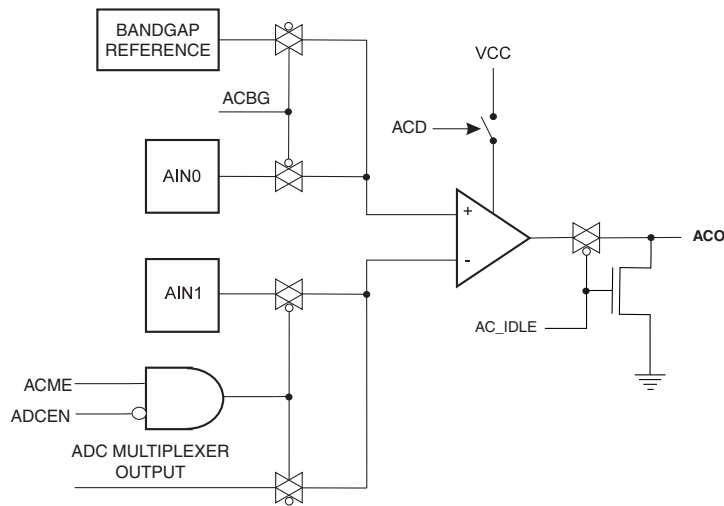 BANDGAP
REFERENCE
VCC
ACBG
ACD
AIN0
+
ACO
-
AIN1
AC_IDLE
ACME
ADCEN
ADC MULTIPLEXER
OUTPUT